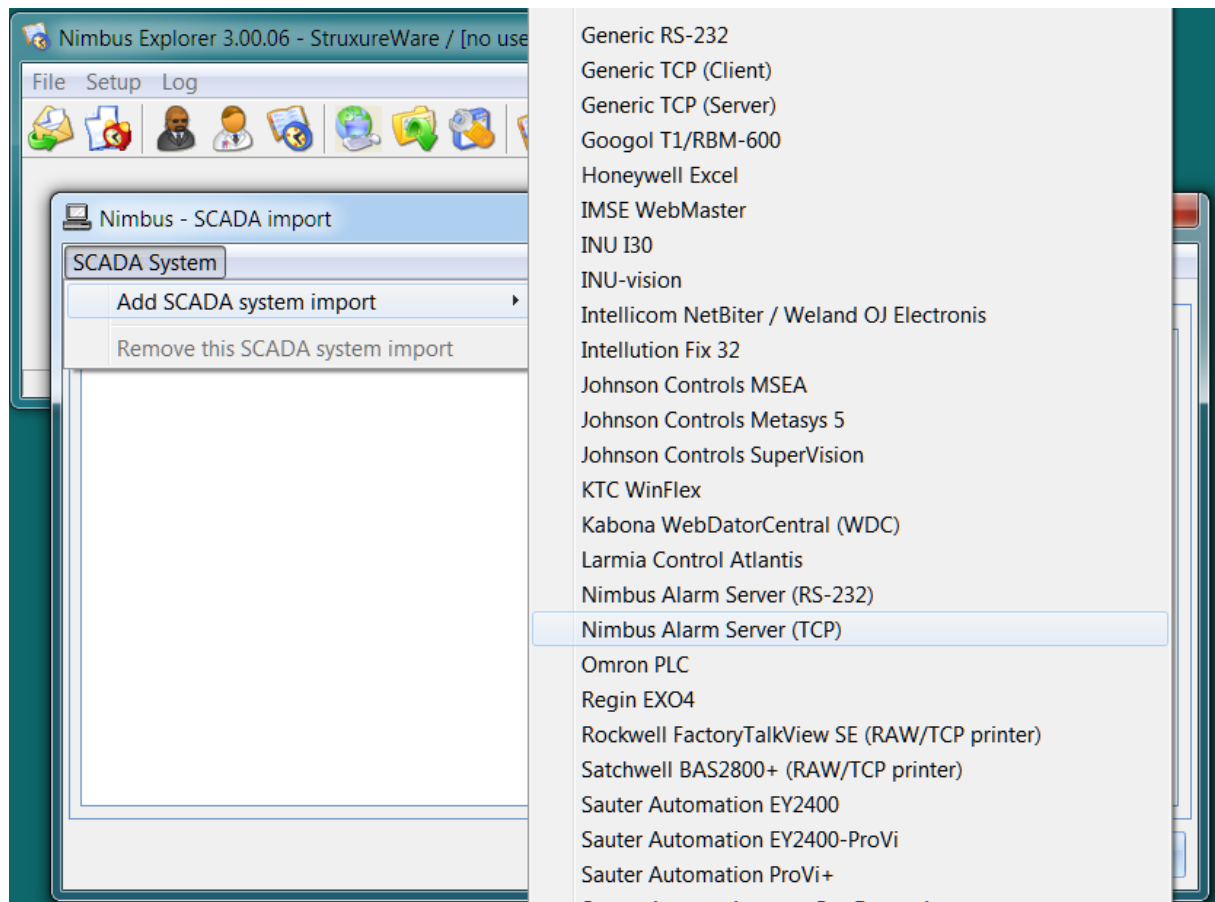 Nimbus Explorer 3.00.06 - StruxureWare / [no use
File Setup Log
Nimbus - SCADA import
SCADA System
Add SCADA system import
Remove this SCADA system import
Generic RS-232
Generic TCP (Client)
Generic TCP (Server)
Googol T1/RBM-600
Honeywell Excel
IMSE WebMaster
INU I30
INU-vision
Intellicom NetBiter / Weland OJ Electronis
Intellution Fix 32
Johnson Controls MSEA
Johnson Controls Metasys 5
Johnson Controls SuperVision
KTC WinFlex
Kabona WebDatorCentral (WDC)
Larmia Control Atlantis
Nimbus Alarm Server (RS-232)
Nimbus Alarm Server (TCP)
Omron PLC
Regin EXO4
Rockwell FactoryTalkView SE (RAW/TCP printer)
Satchwell BAS2800+ (RAW/TCP printer)
Sauter Automation EY2400
Sauter Automation EY2400-ProVi
Sauter Automation ProVi+